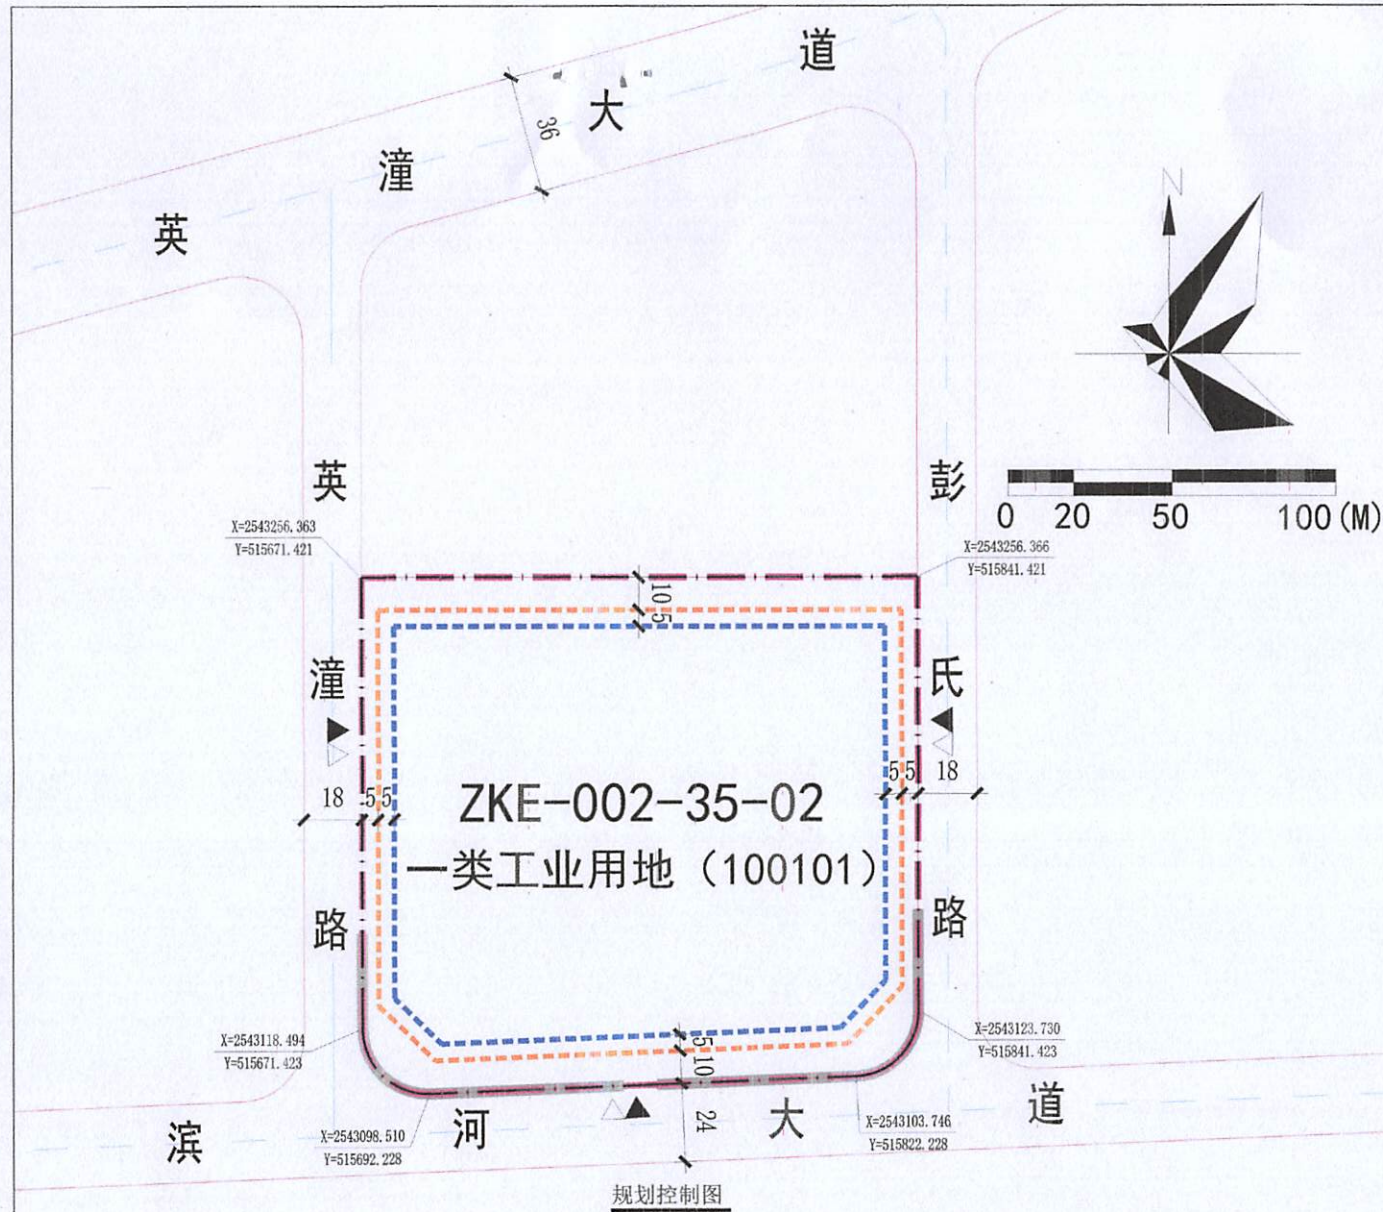 英潼大道
36
N
0 20 50 100(M)
英潼路
彭氏路
X=2543256.363
Y=515671.421
X=2543256.366
Y=515841.421
10
5
18
5
5
5
5
18
ZKE-002-35-02
一类工业用地（100101）
X=2543118.494
Y=515671.423
X=2543123.730
Y=515841.423
5
10
24
X=2543098.510
Y=515692.228
X=2543103.746
Y=515822.228
滨河大道
规划控制图